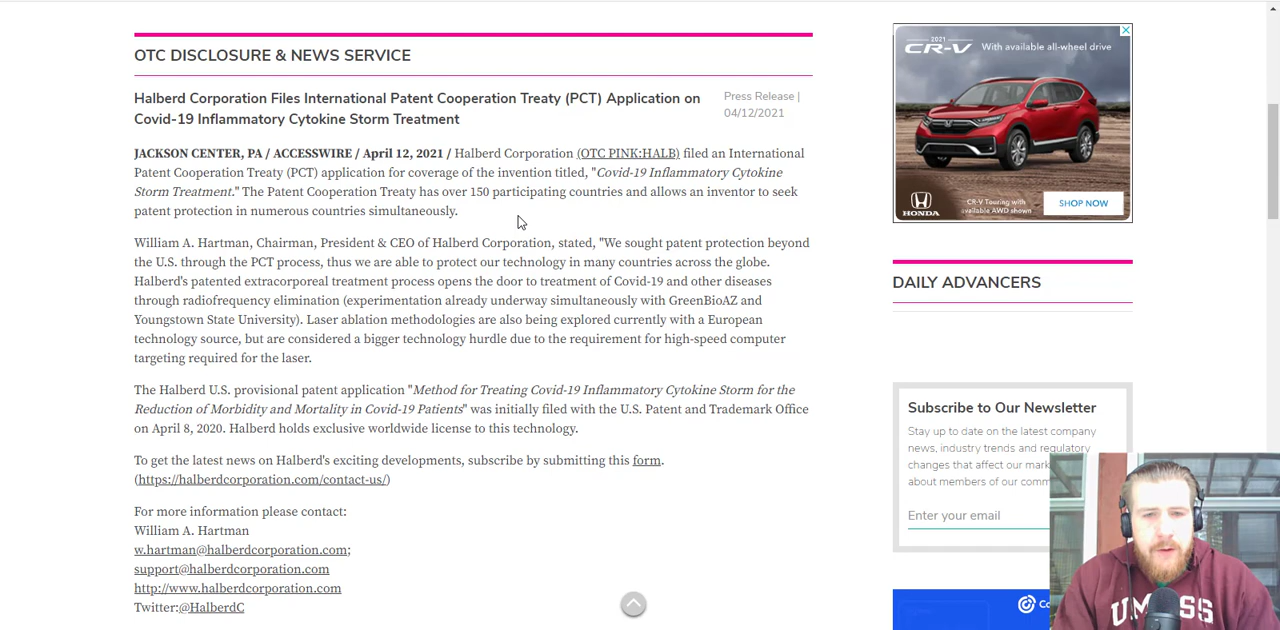 OTC DISCLOSURE & NEWS SERVICE
Halberd Corporation Files International Patent Cooperation Treaty (PCT) Application on
Covid-19 Inflammatory Cytokine Storm Treatment
Press Release |
04/12/2021
JACKSON CENTER, PA / ACCESSWIRE / April 12, 2021 / Halberd Corporation (OTC PINK:HALB) filed an International
Patent Cooperation Treaty (PCT) application for coverage of the invention titled, "Covid-19 Inflammatory Cytokine
Storm Treatment." The Patent Cooperation Treaty has over 150 participating countries and allows an inventor to seek
patent protection in numerous countries simultaneously.
William A. Hartman, Chairman, President & CEO of Halberd Corporation, stated, "We sought patent protection beyond
the U.S. through the PCT process, thus we are able to protect our technology in many countries across the globe.
Halberd's patented extracorporeal treatment process opens the door to treatment of Covid-19 and other diseases
through radiofrequency elimination (experimentation already underway simultaneously with GreenBioAZ and
Youngstown State University). Laser ablation methodologies are also being explored currently with a European
technology source, but are considered a bigger technology hurdle due to the requirement for high-speed computer
targeting required for the laser.
The Halberd U.S. provisional patent application "Method for Treating Covid-19 Inflammatory Cytokine Storm for the
Reduction of Morbidity and Mortality in Covid-19 Patients" was initially filed with the U.S. Patent and Trademark Office
on April 8, 2020. Halberd holds exclusive worldwide license to this technology.
To get the latest news on Halberd's exciting developments, subscribe by submitting this form.
(https://halberdcorporation.com/contact-us/)
For more information please contact:
William A. Hartman
w.hartman@halberdcorporation.com;
support@halberdcorporation.com
http://www.halberdcorporation.com
Twitter:@HalberdC
2021
CR-V With available all-wheel drive
HONDA
CR-V Touring with
available AWD shown
SHOP NOW
DAILY ADVANCERS
Subscribe to Our Newsletter
Stay up to date on the latest company
news, industry trends and regulatory
changes that affect our mark
about members of our comm
Enter your email